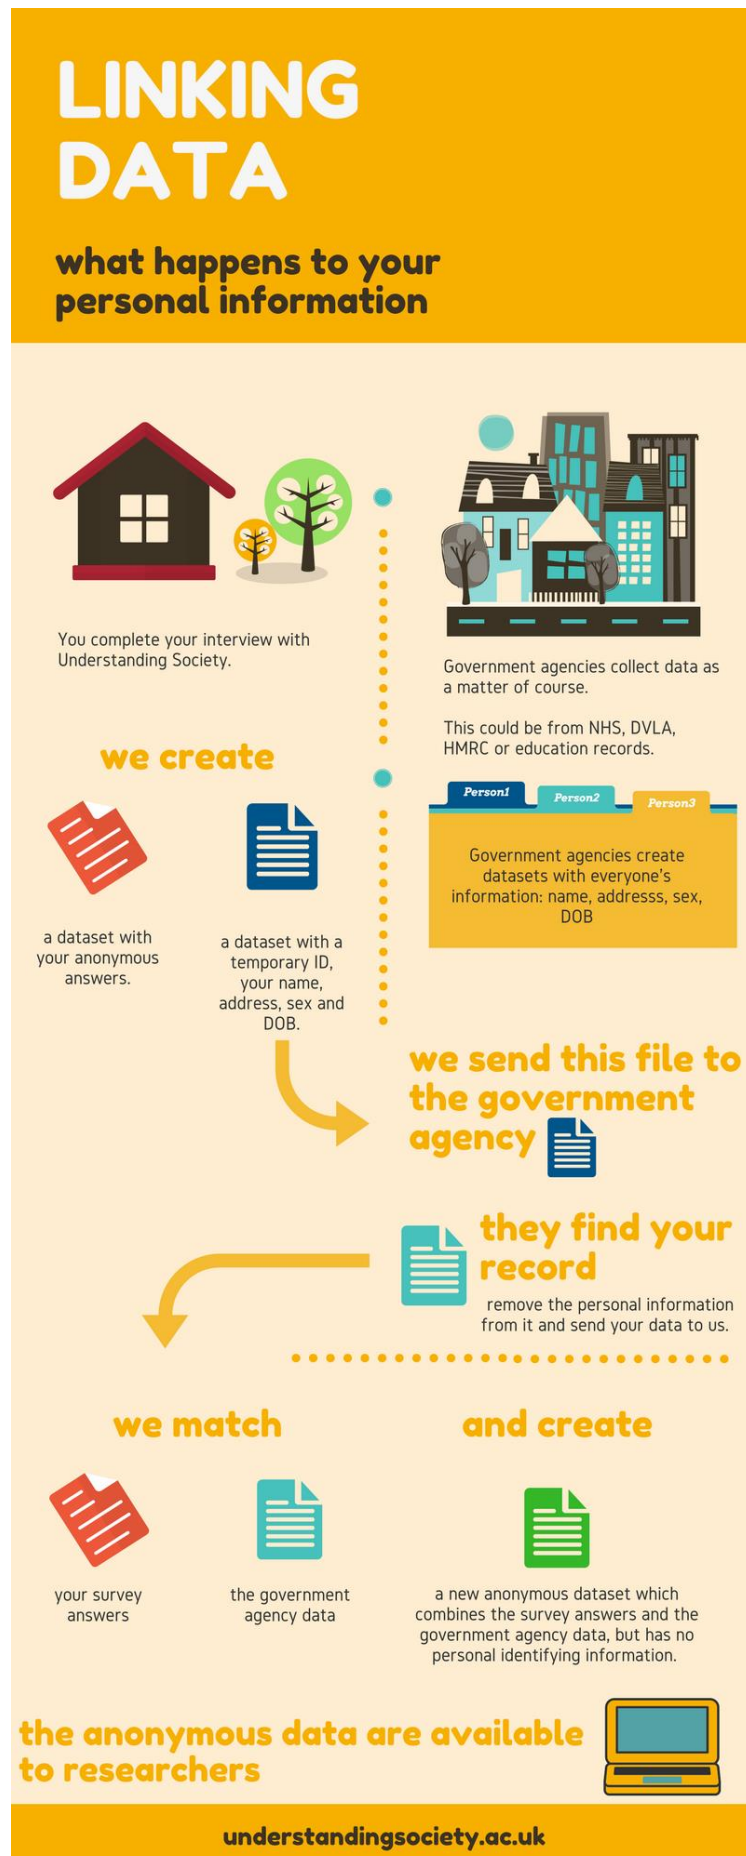 LINKING
DATA
what happens to your
personal information
You complete your interview with
Understanding Society.
Government agencies collect data as
a matter of course.
This could be from NHS, DVLA,
HMRC or education records.
we create
a dataset with
your anonymous
answers.
a dataset with a
temporary ID,
your name,
address, sex and
DOB.
Person1
Person2
Person3
Government agencies create
datasets with everyone's
information: name, addresss, sex,
DOB
we send this file to
the government
agency
they find your
record
remove the personal information
from it and send your data to us.
we match
your survey
answers
the government
agency data
and create
a new anonymous dataset which
combines the survey answers and the
government agency data, but has no
personal identifying information.
the anonymous data are available
to researchers
understandingsociety.ac.uk